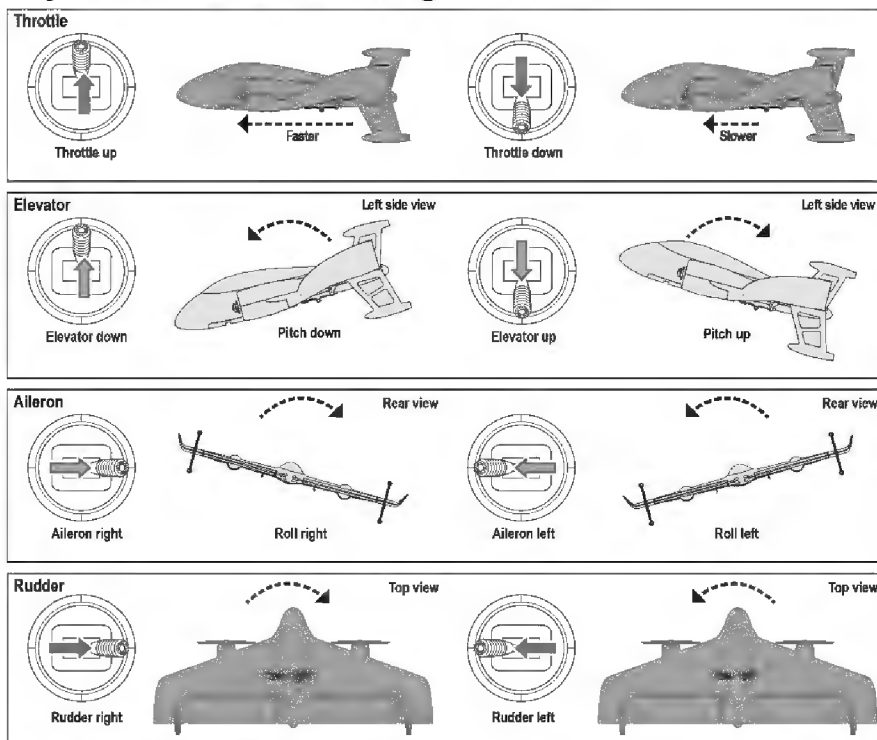 Throttle
Throttle up
Faster
Throttle down
Slower
Elevator
Left side view
Left side view
Elevator down
Pitch down
Elevator up
Pitch up
Aileron
Rear view
Rear view
Aileron right
Roll right
Aileron left
Roll left
Rudder
Top view
Top view
Rudder right
Rudder left